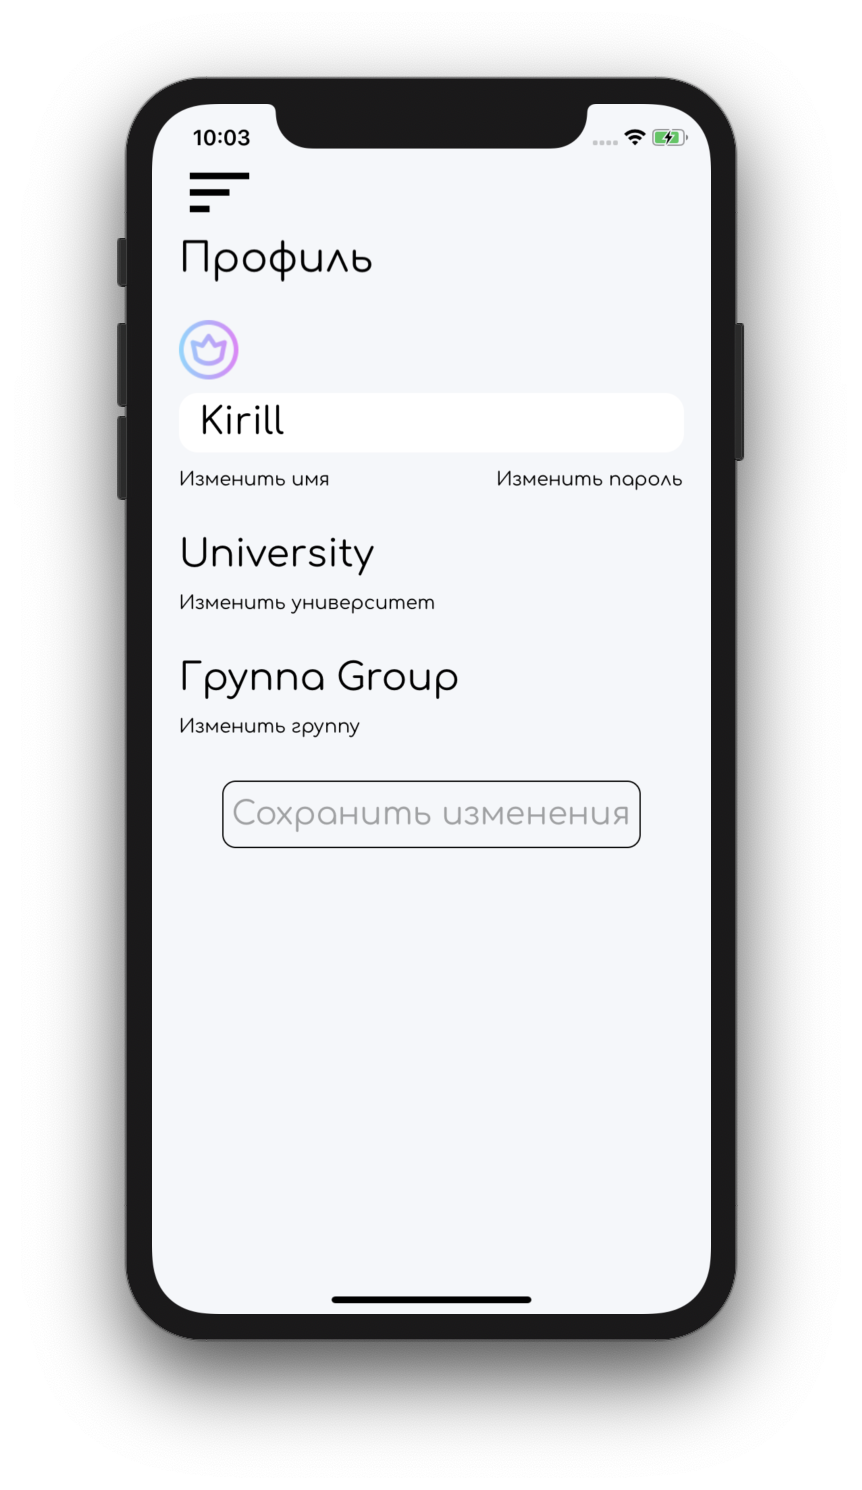 10:03
Профиль
Kirill
Изменить имя Изменить пароль
University
Изменить университет
Группа Group
Изменить группу
Сохранить изменения